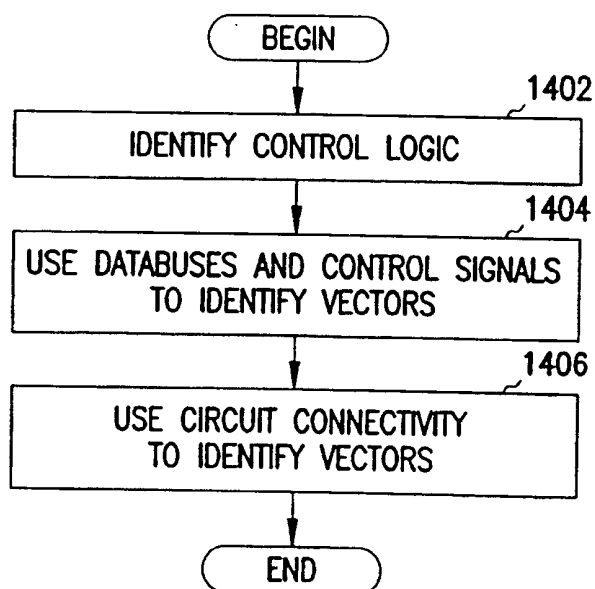 BEGIN
1402
IDENTIFY CONTROL LOGIC
1404
USE DATABUSES AND CONTROL SIGNALS
TO IDENTIFY VECTORS
1406
USE CIRCUIT CONNECTIVITY
TO IDENTIFY VECTORS
END